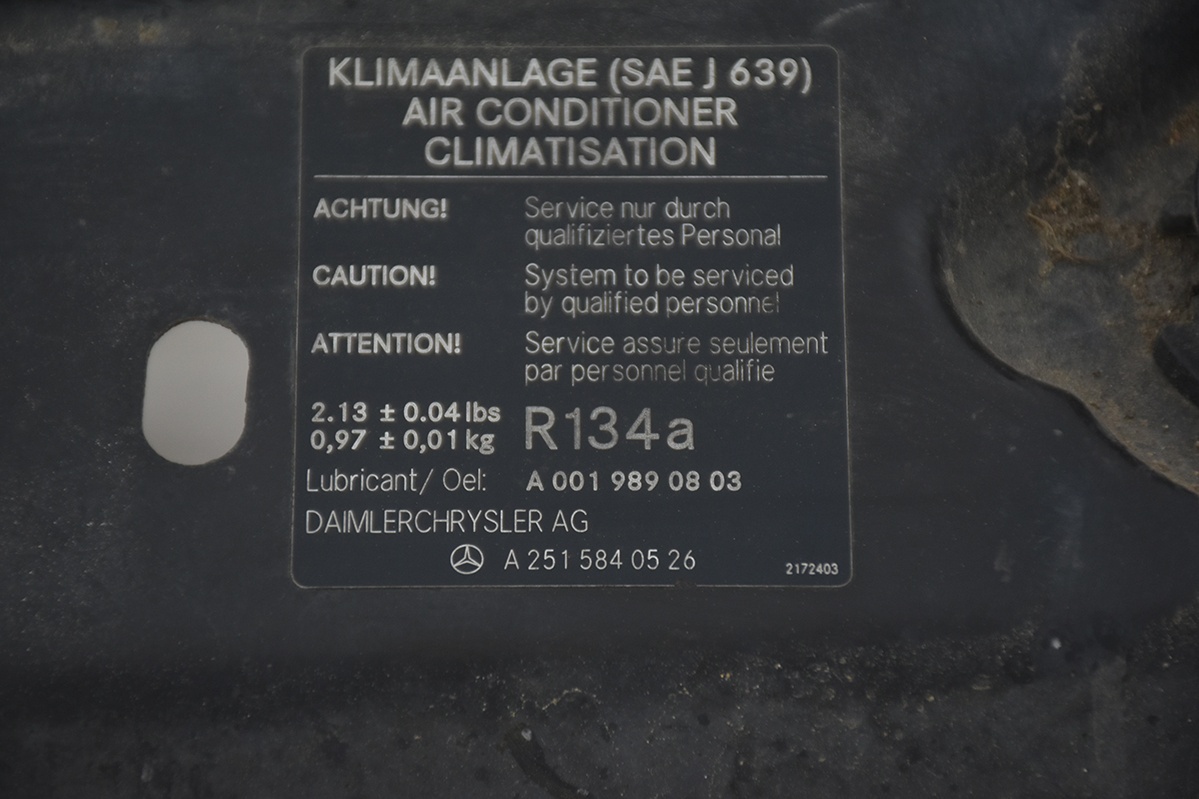 KLIMAANLAGE (SAE J 639)
AIR CONDITIONER
CLIMATISATION
ACHTUNG! Service nur durch
qualifiziertes Personal
CAUTION! System to be serviced
by qualified personnel
ATTENTION! Service assure seulement
par personnel qualifie
2.13 ± 0.04 lbs
0,97 ± 0,01 kg R134a
Lubricant/ Oel: A 001 989 08 03
DAIMLERCHRYSLER AG
A 251 584 05 26 2172403